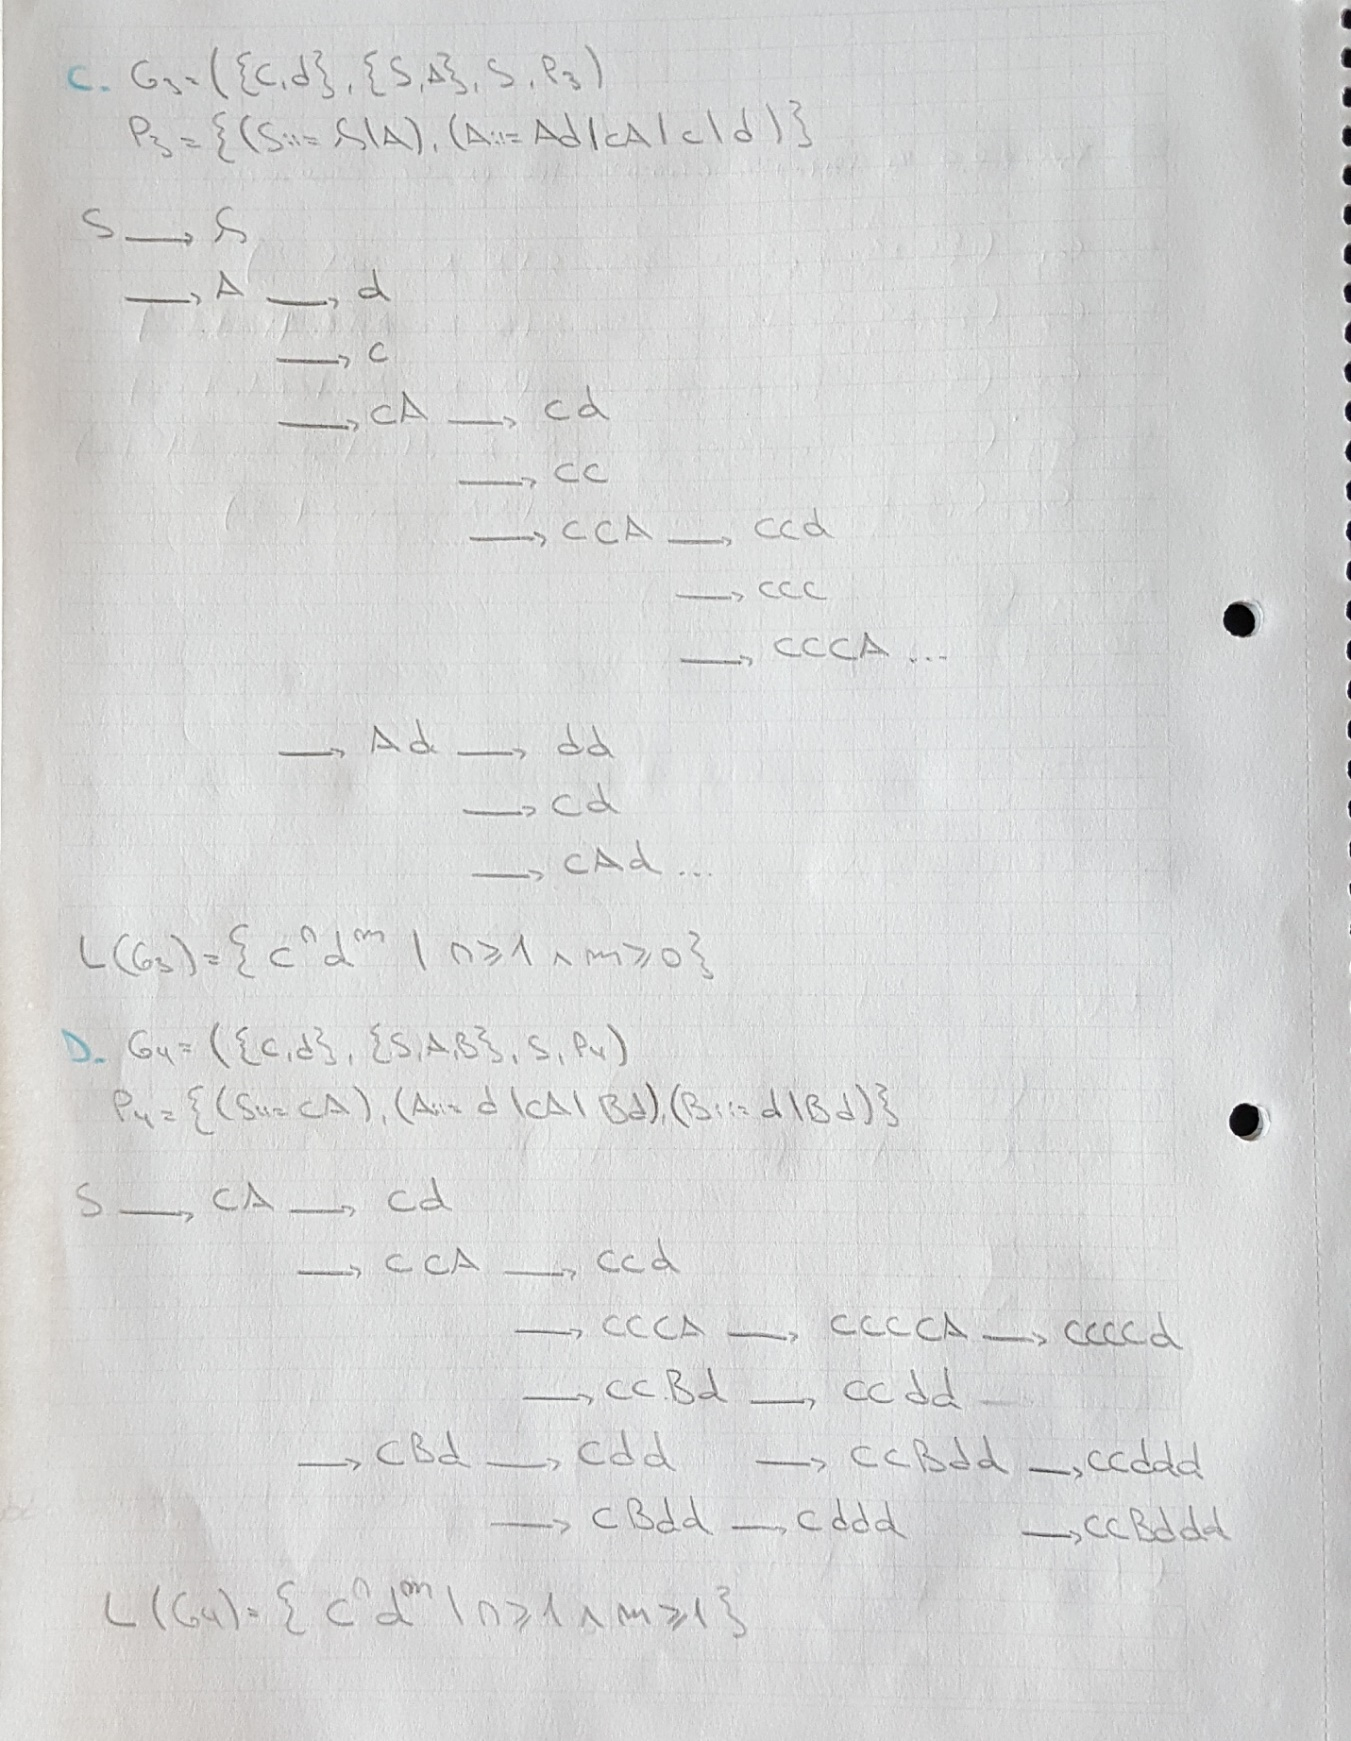 C. G₃=({c,d},{S,A},S,P₃)
P₃={(S::=λ|A),(A::=Ad|cA|c|d)}
S → λ
→ A → d
→ c
→ cA → cd
→ cc
→ ccA → ccd
→ ccc
→ cccA ...
→ Ad → dd
→ cd
→ cAd ...
L(G₃)={cⁿdᵐ | n⩾1 ∧ m⩾0}
D. G₄=({c,d},{S,A,B},S,P₄)
P₄={(S::=cA),(A::=d|cA|Bd),(B::=d|Bd)}
S → cA → cd
→ ccA → ccd
→ cccA → ccccA → ccccd
→ ccBd → ccdd
→ cBd → cdd → ccBdd → ccddd
→ cBdd → cddd → ccBddd
L(G₄)={cⁿdᵐ | n⩾1 ∧ m⩾1}